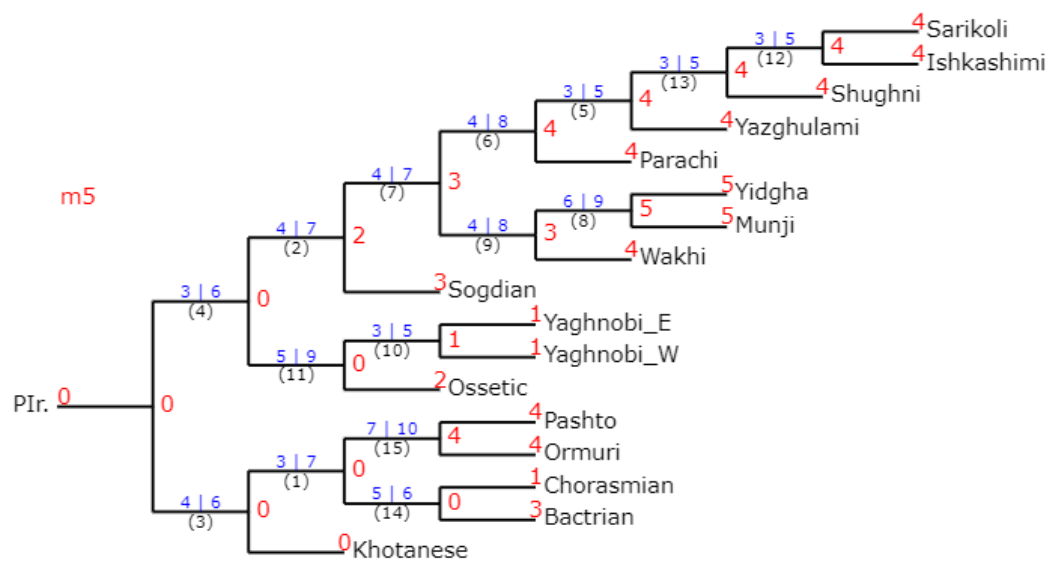 4 Sarikoli
3 | 5
(12) 4
4 Ishkashimi
3 | 5
(13) 4
4 Shughni
3 | 5
(5) 4
4 Yazghulami
4 | 8
(6) 4
4 Parachi
m5
4 | 7
(7) 3
5 Yidgha
6 | 9
(8) 5
5 Munji
4 | 8
(9) 3
4 Wakhi
4 | 7
(2) 2
3 Sogdian
3 | 6
(4) 0
1 Yaghnobi_E
3 | 5
(10) 1
1 Yaghnobi_W
5 | 9
(11) 0
2 Ossetic
PIr. 0 0
4 Pashto
7 | 10
(15) 4
4 Ormuri
3 | 7
(1) 0
1 Chorasmian
5 | 6
(14) 0
3 Bactrian
4 | 6
(3) 0
0 Khotanese